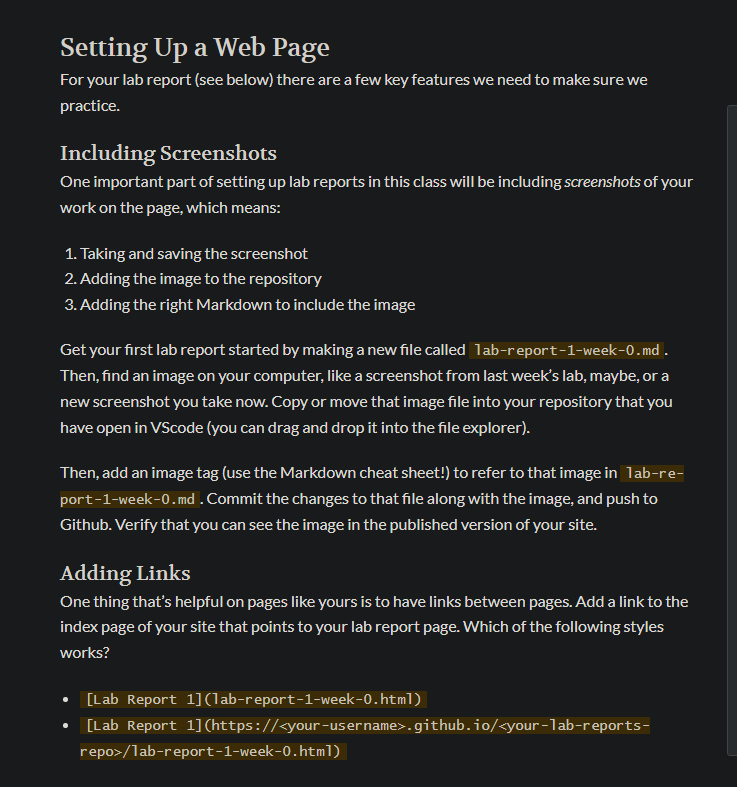 Setting Up a Web Page
For your lab report (see below) there are a few key features we need to make sure we
practice.
Including Screenshots
One important part of setting up lab reports in this class will be including screenshots of your
work on the page, which means:
1. Taking and saving the screenshot
2. Adding the image to the repository
3. Adding the right Markdown to include the image
Get your first lab report started by making a new file called lab-report-1-week-0.md.
Then, find an image on your computer, like a screenshot from last week's lab, maybe, or a
new screenshot you take now. Copy or move that image file into your repository that you
have open in VScode (you can drag and drop it into the file explorer).
Then, add an image tag (use the Markdown cheat sheet!) to refer to that image in lab-re-
port-1-week-0.md. Commit the changes to that file along with the image, and push to
Github. Verify that you can see the image in the published version of your site.
Adding Links
One thing that's helpful on pages like yours is to have links between pages. Add a link to the
index page of your site that points to your lab report page. Which of the following styles
works?
• [Lab Report 1](lab-report-1-week-0.html)
• [Lab Report 1](https://<your-username>.github.io/<your-lab-reports-
repo>/lab-report-1-week-0.html)